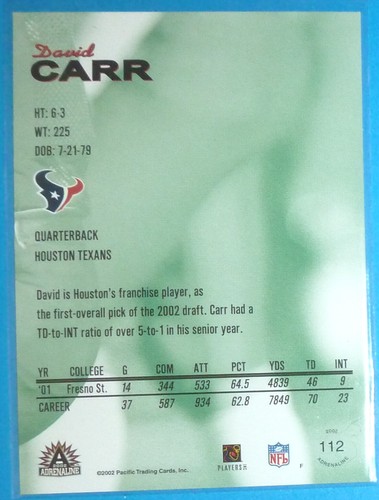 David
CARR
HT: 6-3
WT: 225
DOB: 7-21-79
QUARTERBACK
HOUSTON TEXANS
David is Houston's franchise player, as
the first-overall pick of the 2002 draft. Carr had a
TD-to-INT ratio of over 5-to-1 in his senior year.
YR COLLEGE G COM ATT PCT YDS TD INT
'01 Fresno St. 14 344 533 64.5 4839 46 9
CAREER 37 587 934 62.8 7849 70 23
A
ADRENALINE
©2002 Pacific Trading Cards, Inc.
PLAYERS
NFL
F
112
ADRENALINE